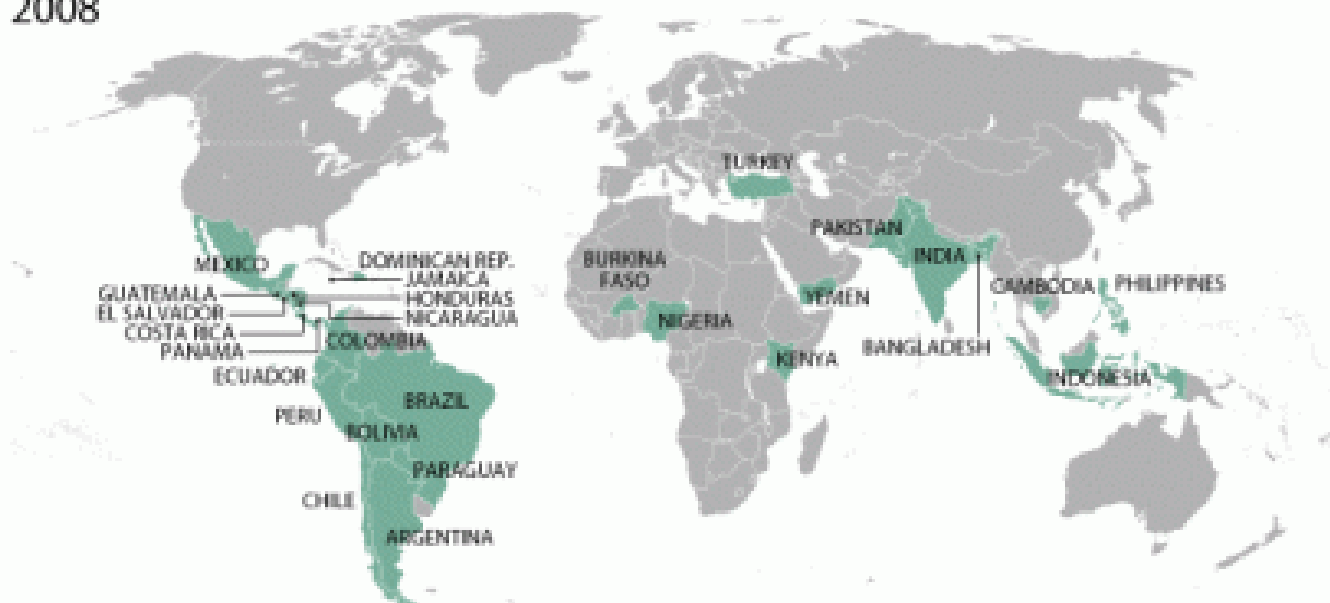 2008
TURKEY
PAKISTAN
INDIA
MEXICO
DOMINICAN REP.
JAMAICA
BURKINA
FASO
GUATEMALA
HONDURAS
YEMEN
CAMBODIA
PHILIPPINES
EL SALVADOR
NICARAGUA
NIGERIA
COSTA RICA
PANAMA
COLOMBIA
BANGLADESH
KENYA
ECUADOR
INDONESIA
BRAZIL
PERU
BOLIVIA
PARAGUAY
CHILE
ARGENTINA